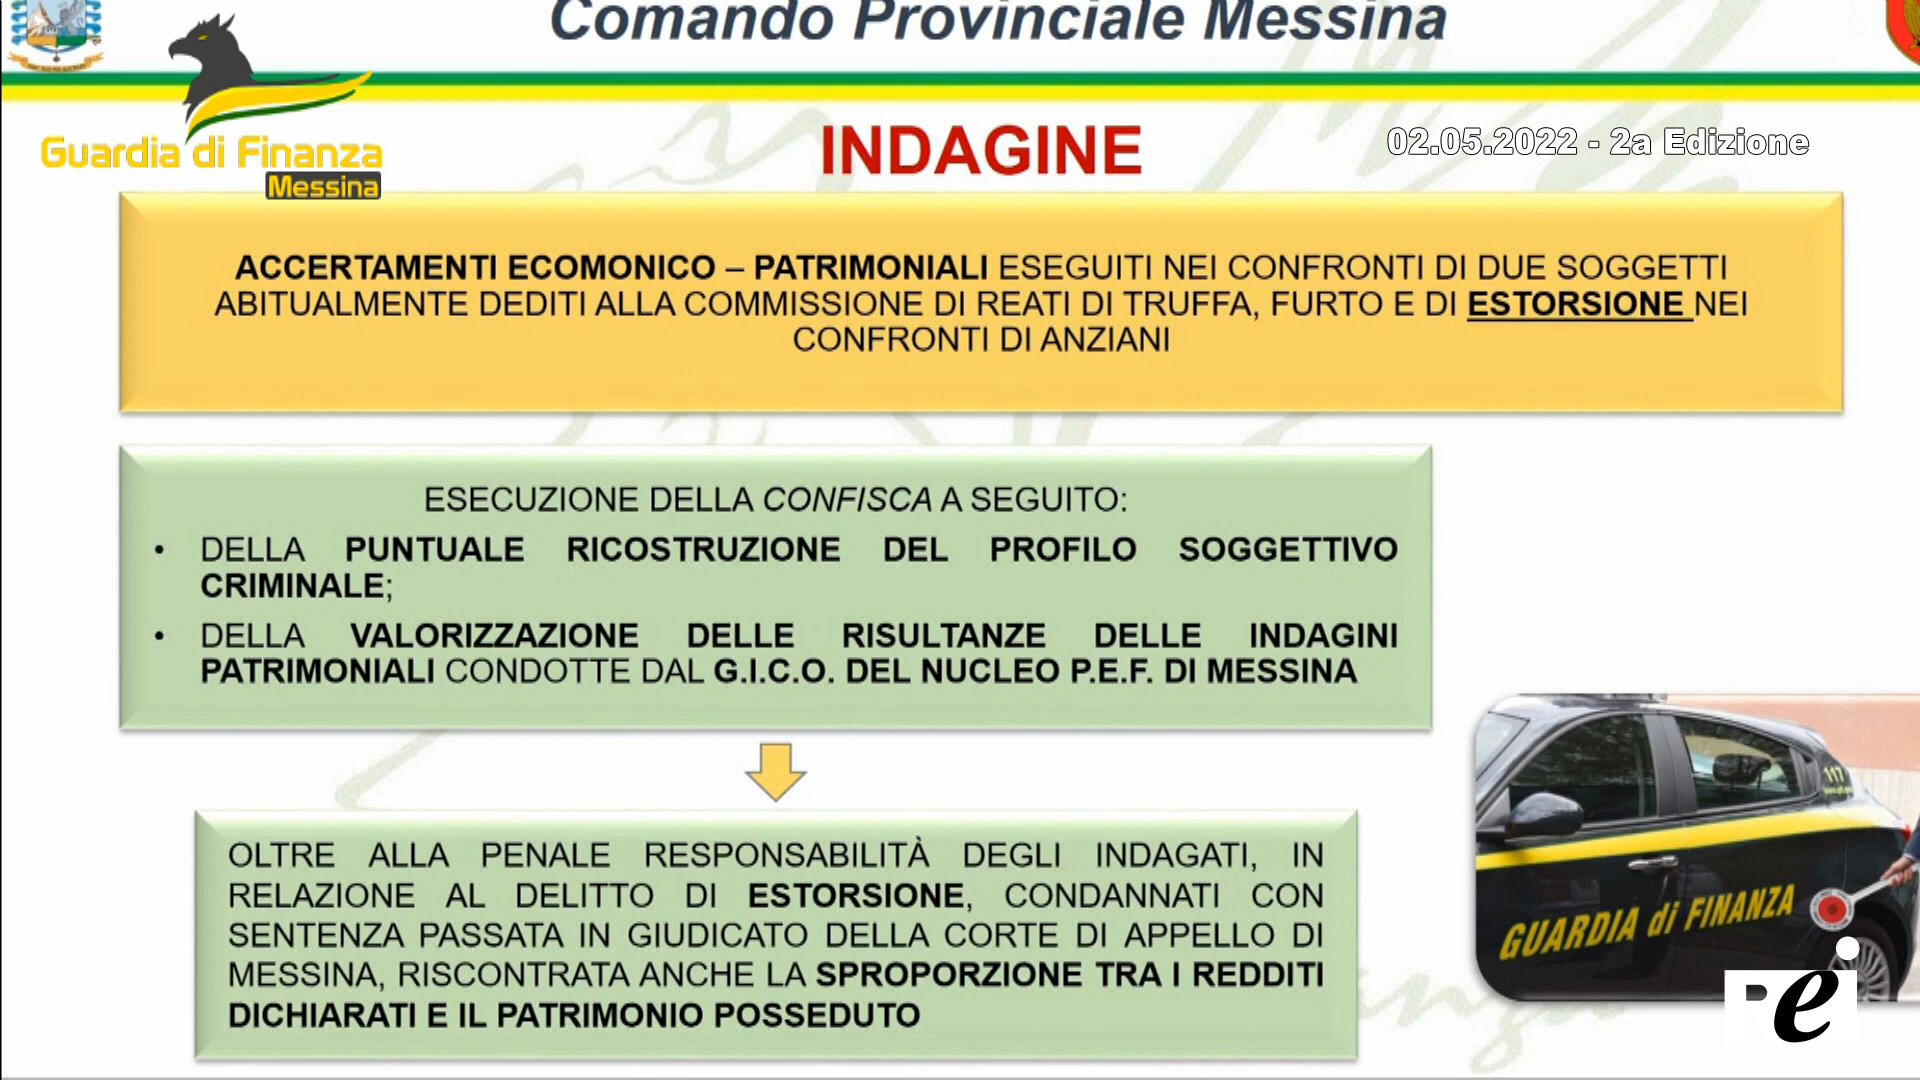 Comando Provinciale Messina
Guardia di Finanza
Messina
INDAGINE
02.05.2022 - 2a Edizione
ACCERTAMENTI ECOMONICO – PATRIMONIALI ESEGUITI NEI CONFRONTI DI DUE SOGGETTI
ABITUALMENTE DEDITI ALLA COMMISSIONE DI REATI DI TRUFFA, FURTO E DI ESTORSIONE NEI
CONFRONTI DI ANZIANI
ESECUZIONE DELLA CONFISCA A SEGUITO:
• DELLA PUNTUALE RICOSTRUZIONE DEL PROFILO SOGGETTIVO
CRIMINALE;
• DELLA VALORIZZAZIONE DELLE RISULTANZE DELLE INDAGINI
PATRIMONIALI CONDOTTE DAL G.I.C.O. DEL NUCLEO P.E.F. DI MESSINA
OLTRE ALLA PENALE RESPONSABILITÀ DEGLI INDAGATI, IN
RELAZIONE AL DELITTO DI ESTORSIONE, CONDANNATI CON
SENTENZA PASSATA IN GIUDICATO DELLA CORTE DI APPELLO DI
MESSINA, RISCONTRATA ANCHE LA SPROPORZIONE TRA I REDDITI
DICHIARATI E IL PATRIMONIO POSSEDUTO
117
GUARDIA di FINANZA